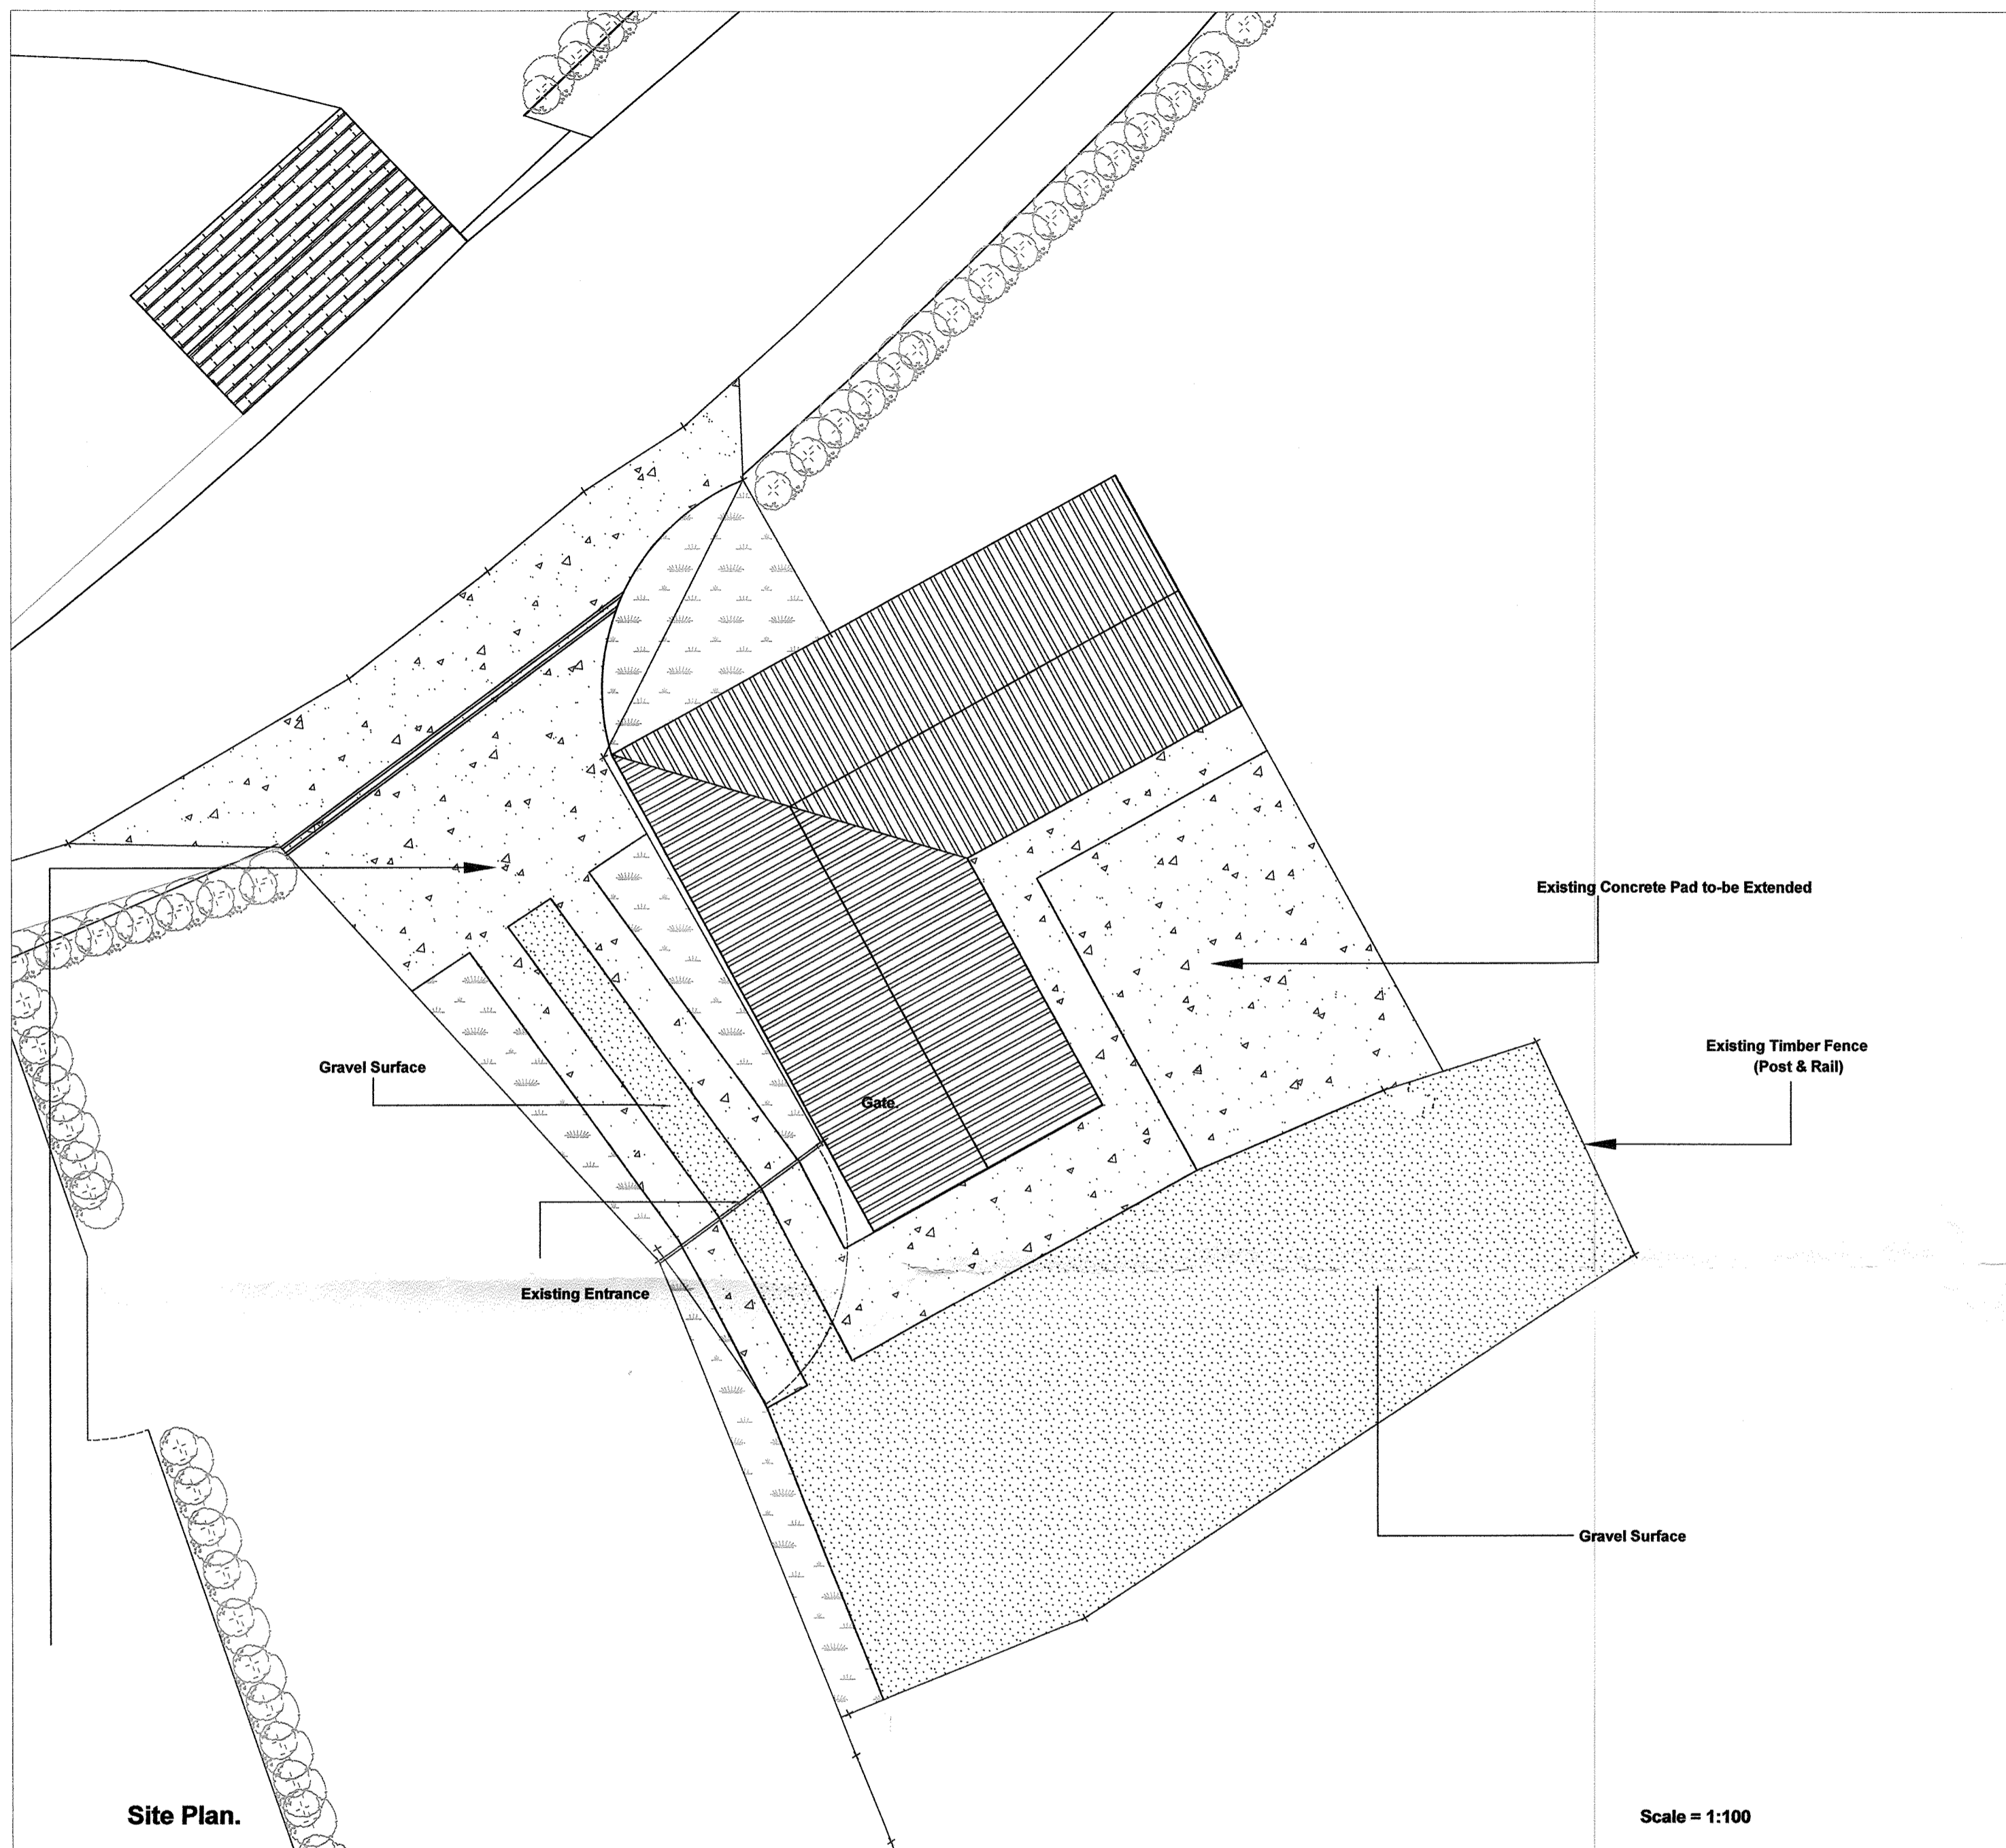 Existing Concrete Pad to-be Extended
Existing Timber Fence
(Post & Rail)
Gravel Surface
Gate.
Existing Entrance
Gravel Surface
Site Plan.
Scale = 1:100